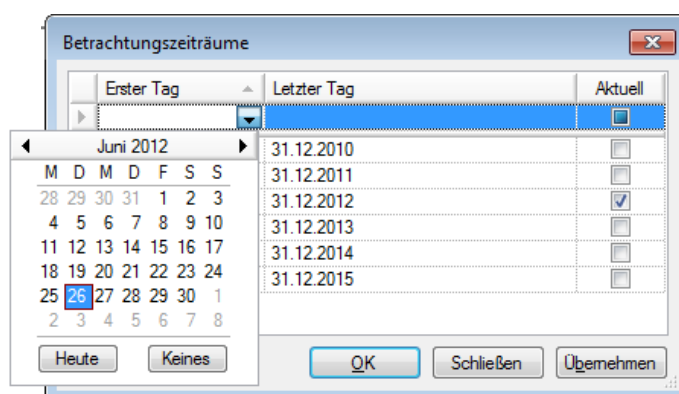 Betrachtungszeiträume
Erster Tag Letzter Tag Aktuell
Juni 2012
M D M D F S S
28 29 30 31 1 2 3
4 5 6 7 8 9 10
11 12 13 14 15 16 17
18 19 20 21 22 23 24
25 26 27 28 29 30 1
2 3 4 5 6 7 8
Heute Keines
31.12.2010
31.12.2011
31.12.2012
31.12.2013
31.12.2014
31.12.2015
OK Schließen Übernehmen